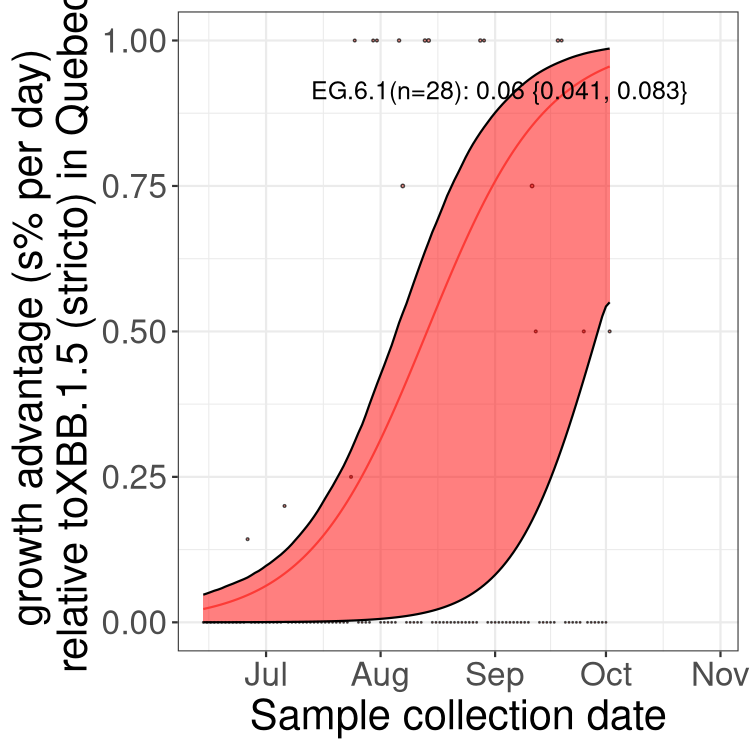 growth advantage (s% per day)
relative toXBB.1.5 (stricto) in Quebec
1.00
0.75
0.50
0.25
0.00
EG.6.1(n=28): 0.06 {0.041, 0.083}
Jul Aug Sep Oct Nov
Sample collection date